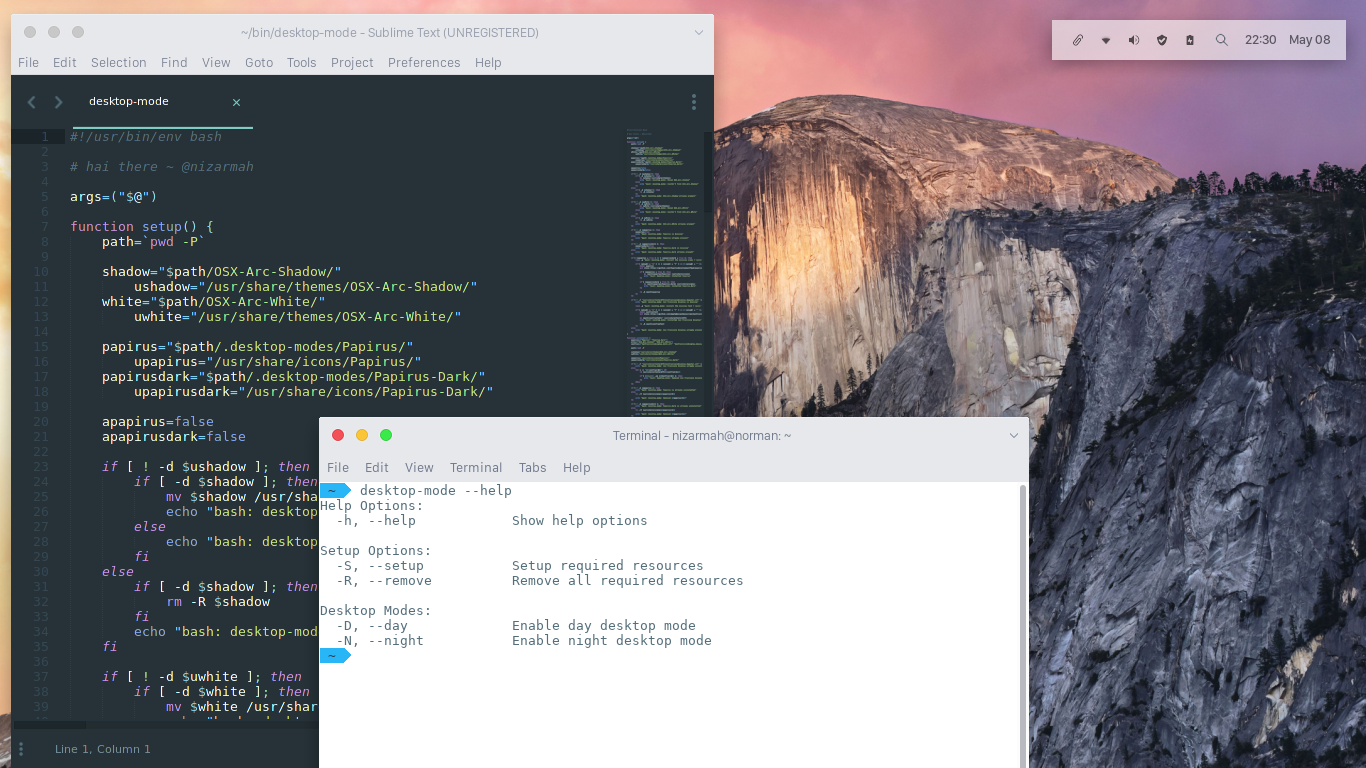 ~/bin/desktop-mode - Sublime Text (UNREGISTERED)
File Edit Selection Find View Goto Tools Project Preferences Help
22:30 May 08
desktop-mode ×
1 #!/usr/bin/env bash
2
3 # hai there ~ @nizarmah
4
5 args=("$@")
6
7 function setup() {
8 path=`pwd -P`
9
10 shadow="$path/OSX-Arc-Shadow/"
11 ushadow="/usr/share/themes/OSX-Arc-Shadow/"
12 white="$path/OSX-Arc-White/"
13 uwhite="/usr/share/themes/OSX-Arc-White/"
14
15 papirus="$path/.desktop-modes/Papirus/"
16 upapirus="/usr/share/icons/Papirus/"
17 papirusdark="$path/.desktop-modes/Papirus-Dark/"
18 upapirusdark="/usr/share/icons/Papirus-Dark/"
19
20 apapirus=false
21 apapirusdark=false
22
23 if [ ! -d $ushadow ]; then
24 if [ -d $shadow ]; then
25 mv $shadow /usr/sha
26 echo "bash: desktop
27 else
28 echo "bash: desktop
29 fi
30 else
31 if [ -d $shadow ]; then
32 rm -R $shadow
33 fi
34 echo "bash: desktop-mod
35 fi
36
37 if [ ! -d $uwhite ]; then
38 if [ -d $white ]; then
39 mv $white /usr/shar
Line 1, Column 1
Terminal - nizarmah@norman: ~
File Edit View Terminal Tabs Help
~ desktop-mode --help
Help Options:
-h, --help Show help options
Setup Options:
-S, --setup Setup required resources
-R, --remove Remove all required resources
Desktop Modes:
-D, --day Enable day desktop mode
-N, --night Enable night desktop mode
~